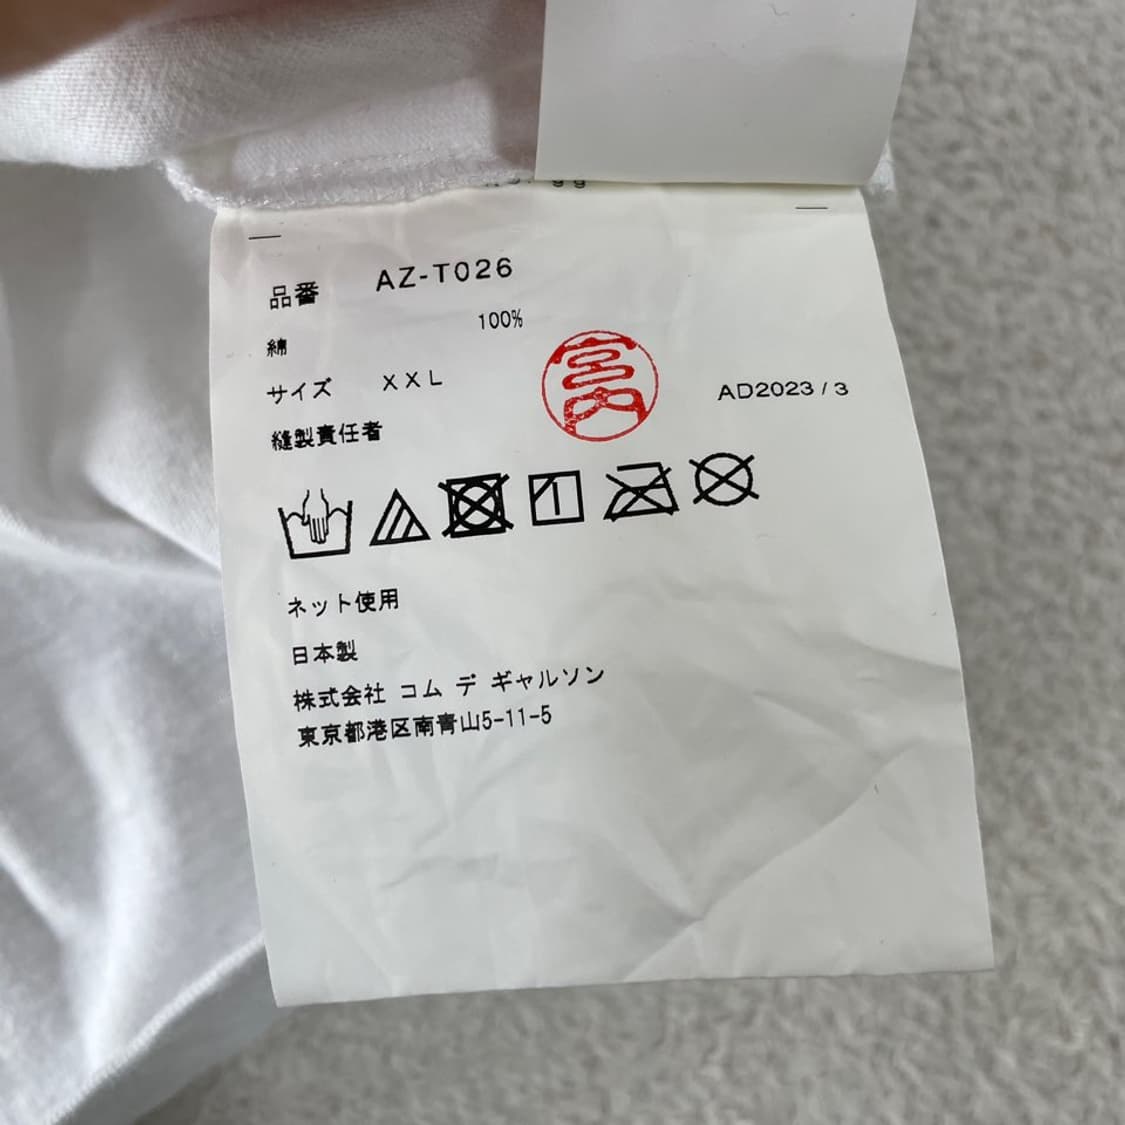 品番 AZ-T026
綿 100%
サイズ XXL
縫製責任者
宮内
AD2023/3
ネット使用
日本製
株式会社 コム デ ギャルソン
東京都港区南青山5-11-5